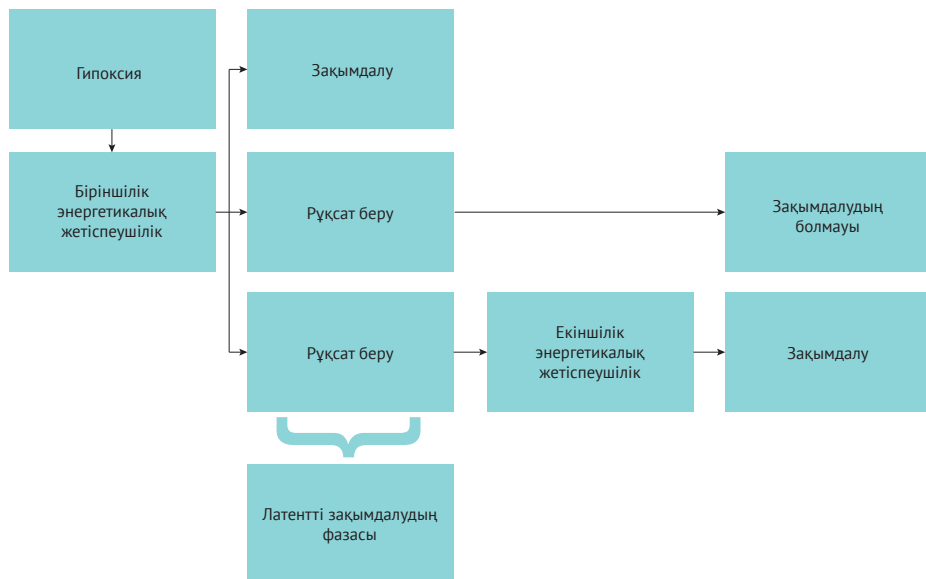 Гипоксия
Зақымдалу
Біріншілік
энергетикалық
жетіспеушілік
Рұқсат беру
Зақымдалудың
болмауы
Рұқсат беру
Екіншілік
энергетикалық
жетіспеушілік
Зақымдалу
Латентті зақымдалудың
фазасы